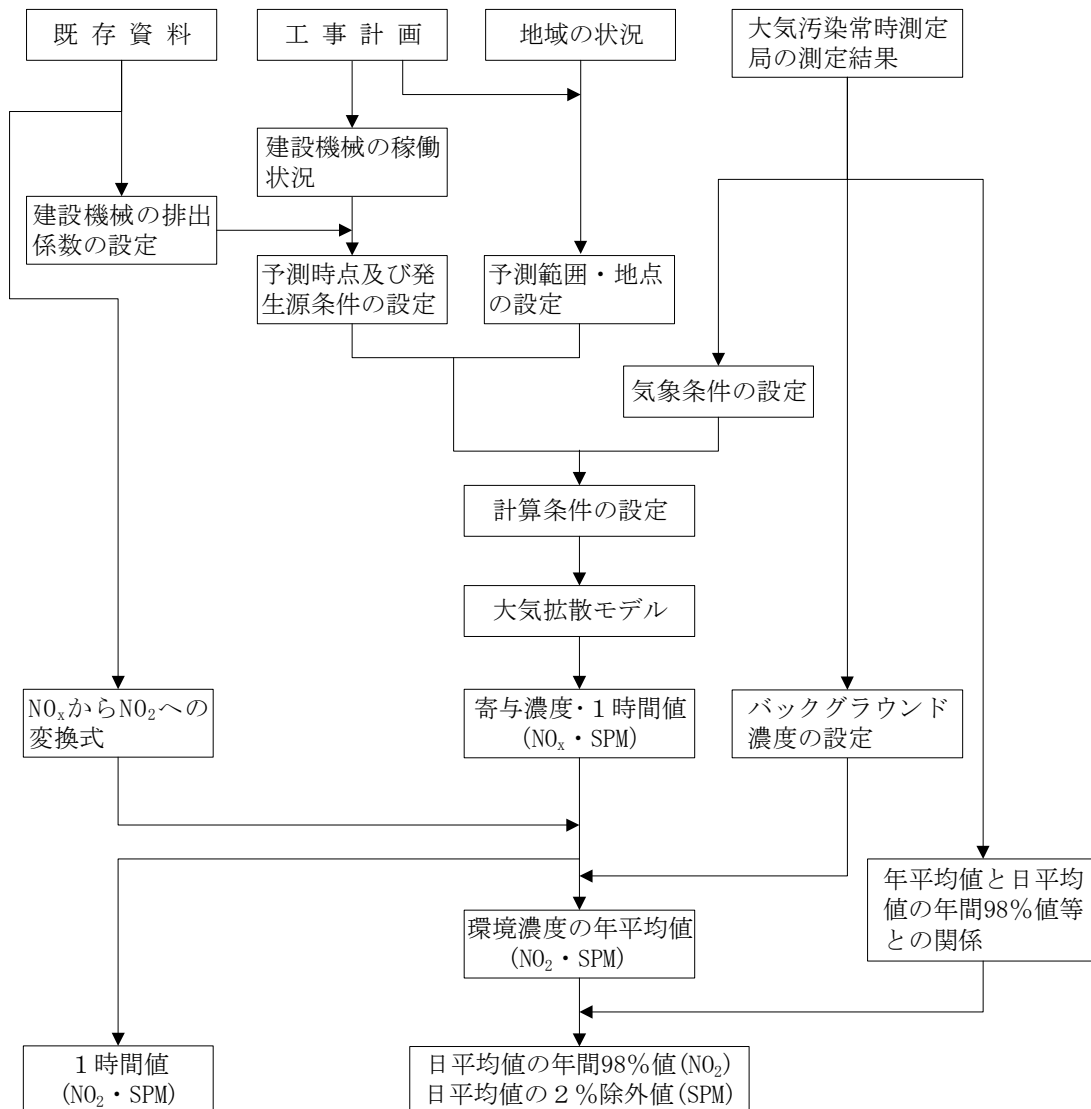 既 存 資 料
工 事 計 画
地域の状況
大気汚染常時測定
局の測定結果
建設機械の稼働
状況
建設機械の排出
係数の設定
予測時点及び発
生源条件の設定
予測範囲・地点
の設定
気象条件の設定
計算条件の設定
大気拡散モデル
NOxからNO2への
変換式
寄与濃度・１時間値
(NOx・SPM)
バックグラウンド
濃度の設定
年平均値と日平均
値の年間98％値等
との関係
環境濃度の年平均値
(NO2・SPM)
１時間値
(NO2・SPM)
日平均値の年間98％値(NO2)
日平均値の２％除外値(SPM)